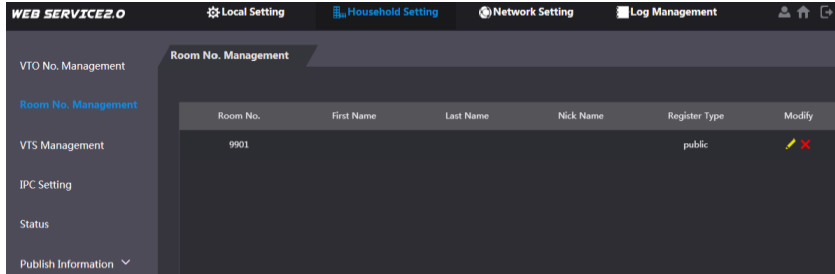 WEB SERVICE2.0 Local Setting Household Setting Network Setting Log Management
VTO No. Management
Room No. Management
VTS Management
IPC Setting
Status
Publish Information
Room No. Management
Room No. First Name Last Name Nick Name Register Type Modify
9901 public